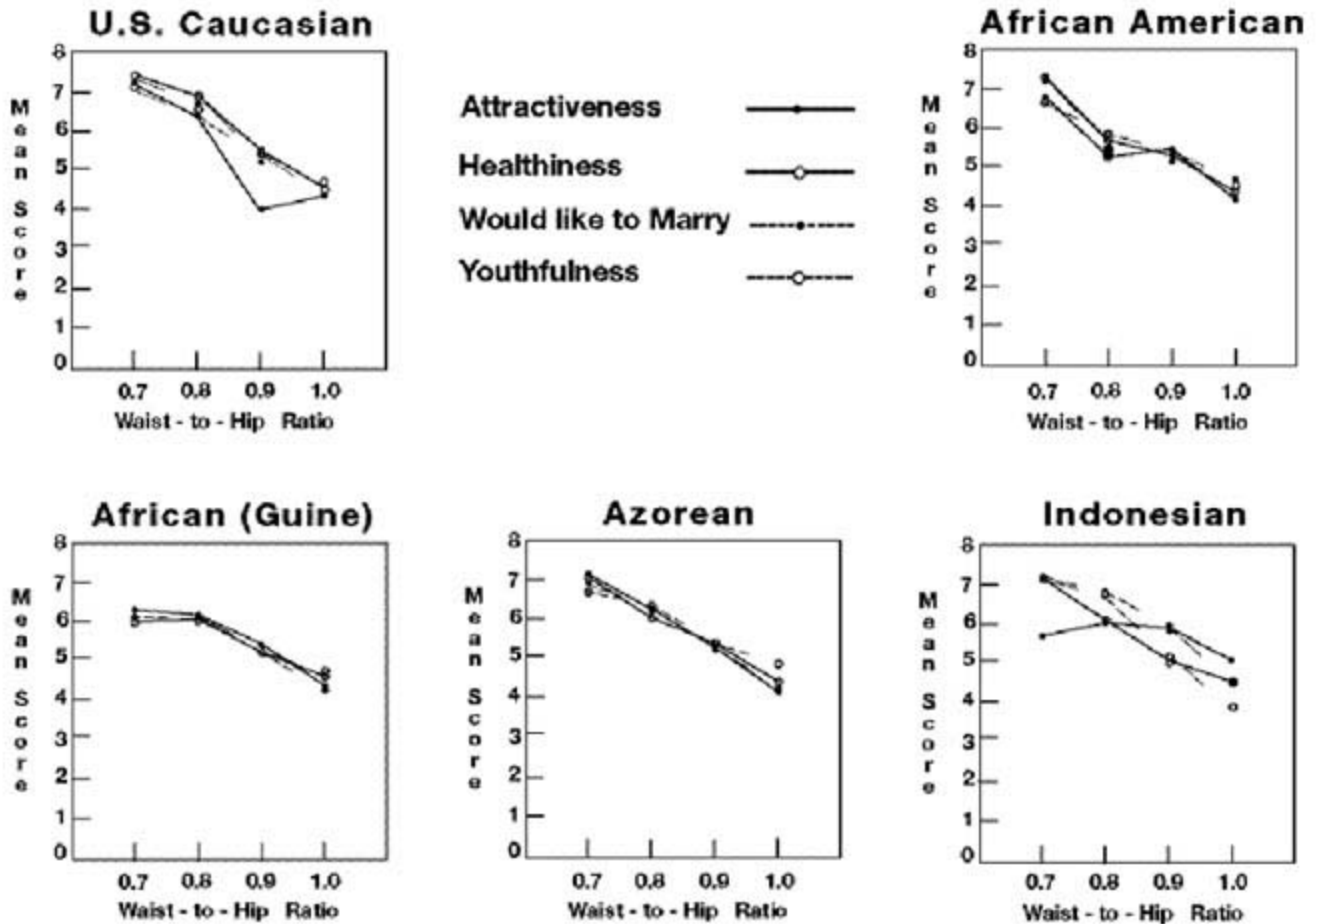 U.S. Caucasian
8
7
6
5
4
3
2
1
0
Mean Score
0.7 0.8 0.9 1.0
Waist - to - Hip Ratio
Attractiveness
Healthiness
Would like to Marry
Youthfulness
African American
8
7
6
5
4
3
2
1
0
Mean Score
0.7 0.8 0.9 1.0
Waist - to - Hip Ratio
African (Guine)
8
7
6
5
4
3
2
1
0
Mean Score
0.7 0.8 0.9 1.0
Waist - to - Hip Ratio
Azorean
8
7
6
5
4
3
2
1
0
Mean Score
0.7 0.8 0.9 1.0
Waist - to - Hip Ratio
Indonesian
8
7
6
5
4
3
2
1
0
Mean Score
0.7 0.8 0.9 1.0
Waist - to - Hip Ratio